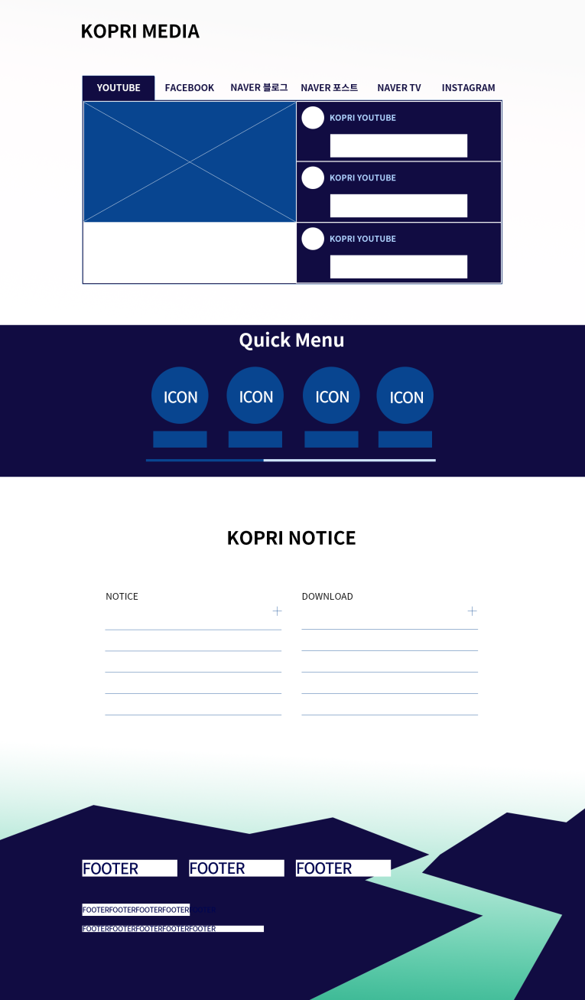 KOPRI MEDIA
YOUTUBE FACEBOOK NAVER 블로그 NAVER 포스트 NAVER TV INSTAGRAM
KOPRI YOUTUBE
KOPRI YOUTUBE
KOPRI YOUTUBE
Quick Menu
ICON ICON ICON ICON
KOPRI NOTICE
NOTICE DOWNLOAD
FOOTER FOOTER FOOTER
FOOTERFOOTERFOOTERFOOTERFOOTER
FOOTERFOOTERFOOTERFOOTERFOOTER